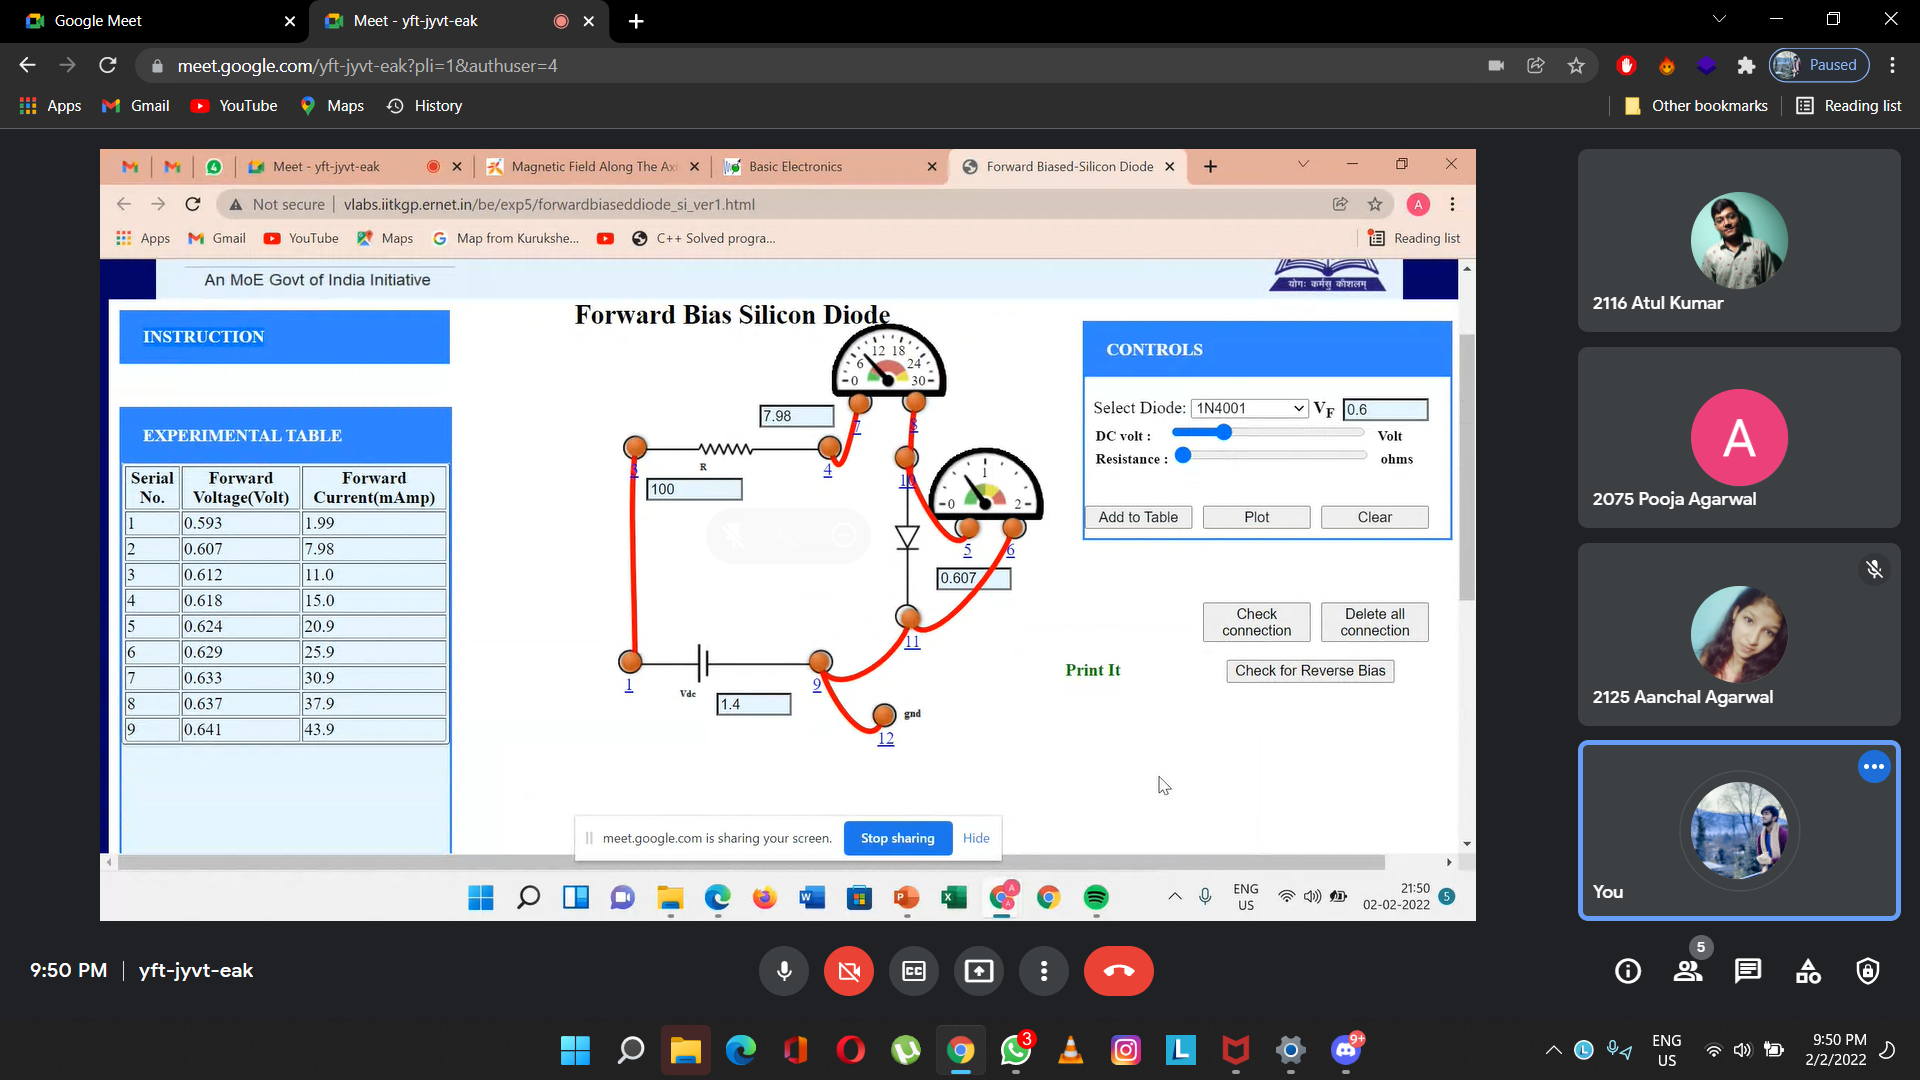 Google Meet
Meet - yft-jyvt-eak
meet.google.com/yft-jyvt-eak?pli=1&authuser=4
Paused
Apps
Gmail
YouTube
Maps
History
Other bookmarks
Reading list
4
Meet - yft-jyvt-eak
Magnetic Field Along The Ax
Basic Electronics
Forward Biased-Silicon Diode
Not secure
vlabs.iitkgp.ernet.in/be/exp5/forwardbiaseddiode_si_ver1.html
A
Apps
Gmail
YouTube
Maps
Map from Kurukshe...
C++ Solved progra...
Reading list
An MoE Govt of India Initiative
योगः कर्मसु कौशलम्
Forward Bias Silicon Diode
INSTRUCTION
EXPERIMENTAL TABLE
Serial No. Forward Voltage(Volt) Forward Current(mAmp)
1 0.593 1.99
2 0.607 7.98
3 0.612 11.0
4 0.618 15.0
5 0.624 20.9
6 0.629 25.9
7 0.633 30.9
8 0.637 37.9
9 0.641 43.9
0 6 12 18 24 30
7.98
7
8
3
R
4
100
10
0 1 2
5
6
0.607
11
1
Vdc
9
1.4
gnd
12
CONTROLS
Select Diode: 1N4001 VF 0.6
DC volt : Volt
Resistance : ohms
Add to Table
Plot
Clear
Check connection
Delete all connection
Print It
Check for Reverse Bias
meet.google.com is sharing your screen.
Stop sharing
Hide
ENG
US
21:50
02-02-2022
5
2116 Atul Kumar
A
2075 Pooja Agarwal
2125 Aanchal Agarwal
You
9:50 PM
yft-jyvt-eak
CC
5
3
9+
ENG
US
9:50 PM
2/2/2022